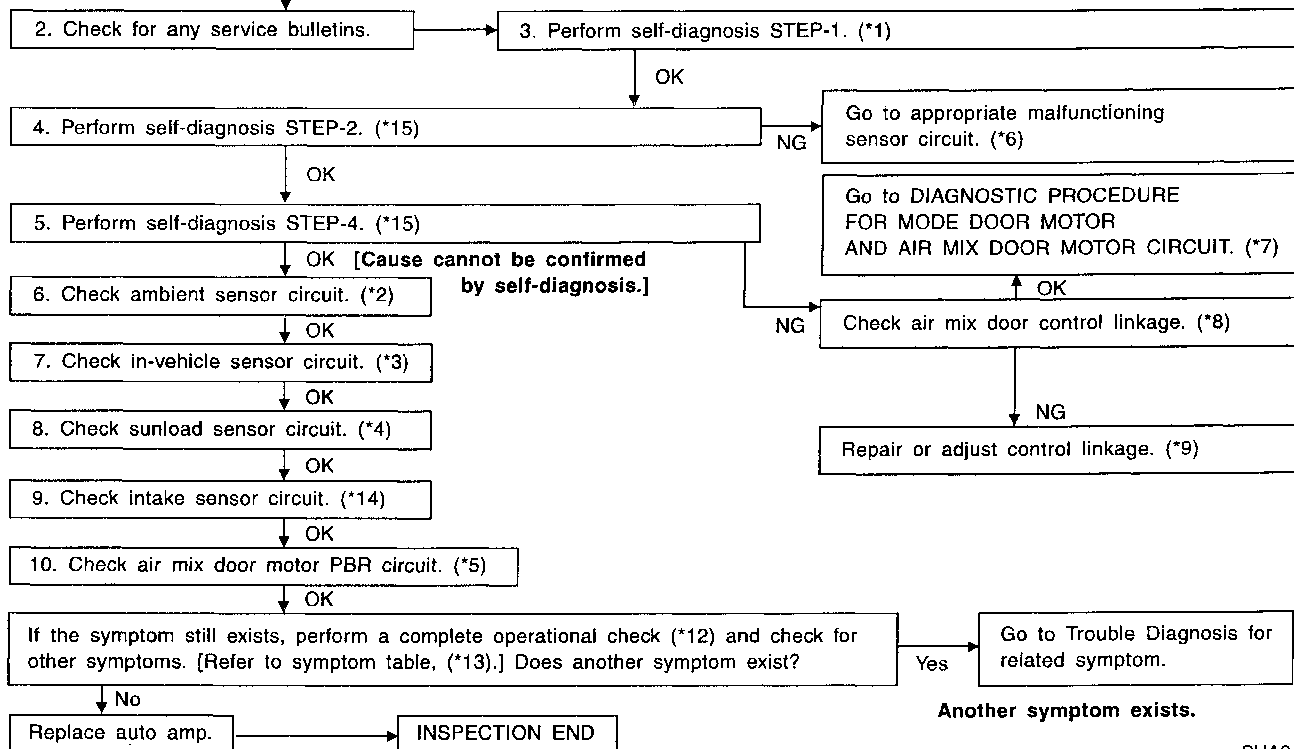 2. Check for any service bulletins.
3. Perform self-diagnosis STEP-1. (*1)
OK
4. Perform self-diagnosis STEP-2. (*15)
NG
Go to appropriate malfunctioning
sensor circuit. (*6)
OK
Go to DIAGNOSTIC PROCEDURE
FOR MODE DOOR MOTOR
AND AIR MIX DOOR MOTOR CIRCUIT. (*7)
5. Perform self-diagnosis STEP-4. (*15)
OK [Cause cannot be confirmed
by self-diagnosis.]
OK
6. Check ambient sensor circuit. (*2)
NG
Check air mix door control linkage. (*8)
OK
7. Check in-vehicle sensor circuit. (*3)
OK
NG
8. Check sunload sensor circuit. (*4)
Repair or adjust control linkage. (*9)
OK
9. Check intake sensor circuit. (*14)
OK
10. Check air mix door motor PBR circuit. (*5)
OK
If the symptom still exists, perform a complete operational check (*12) and check for
other symptoms. [Refer to symptom table, (*13).] Does another symptom exist?
Yes
Go to Trouble Diagnosis for
related symptom.
No
Another symptom exists.
Replace auto amp.
INSPECTION END